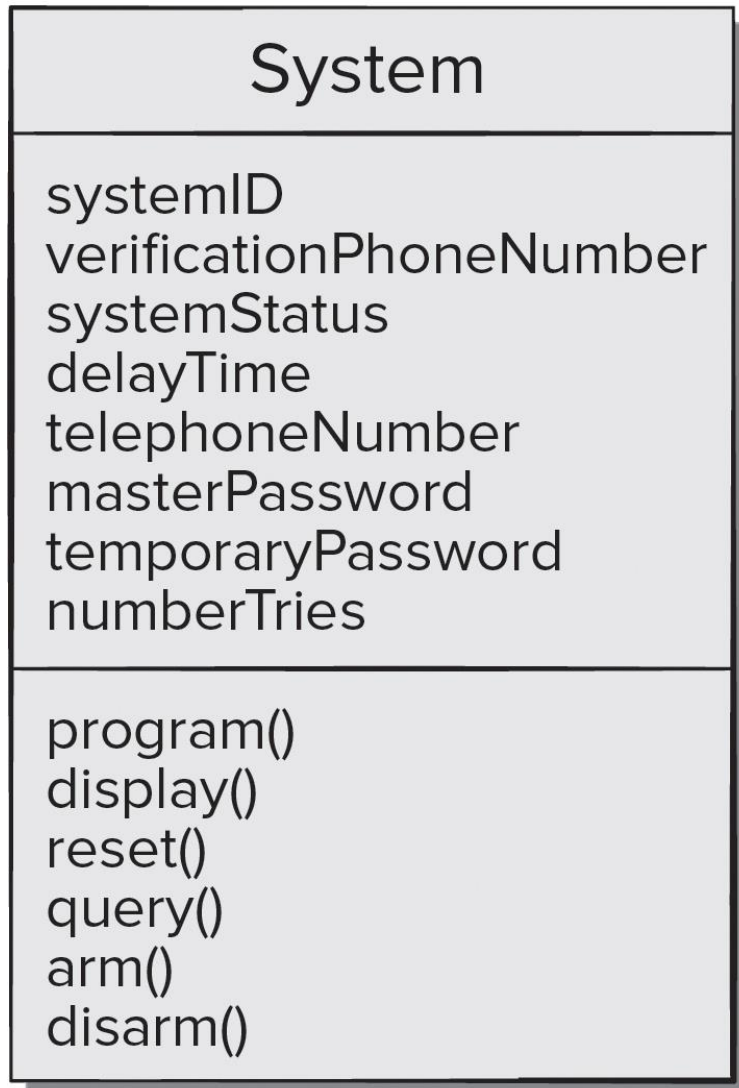 System
systemID
verificationPhoneNumber
systemStatus
delayTime
telephoneNumber
masterPassword
temporaryPassword
numberTries
program()
display()
reset()
query()
arm()
disarm()